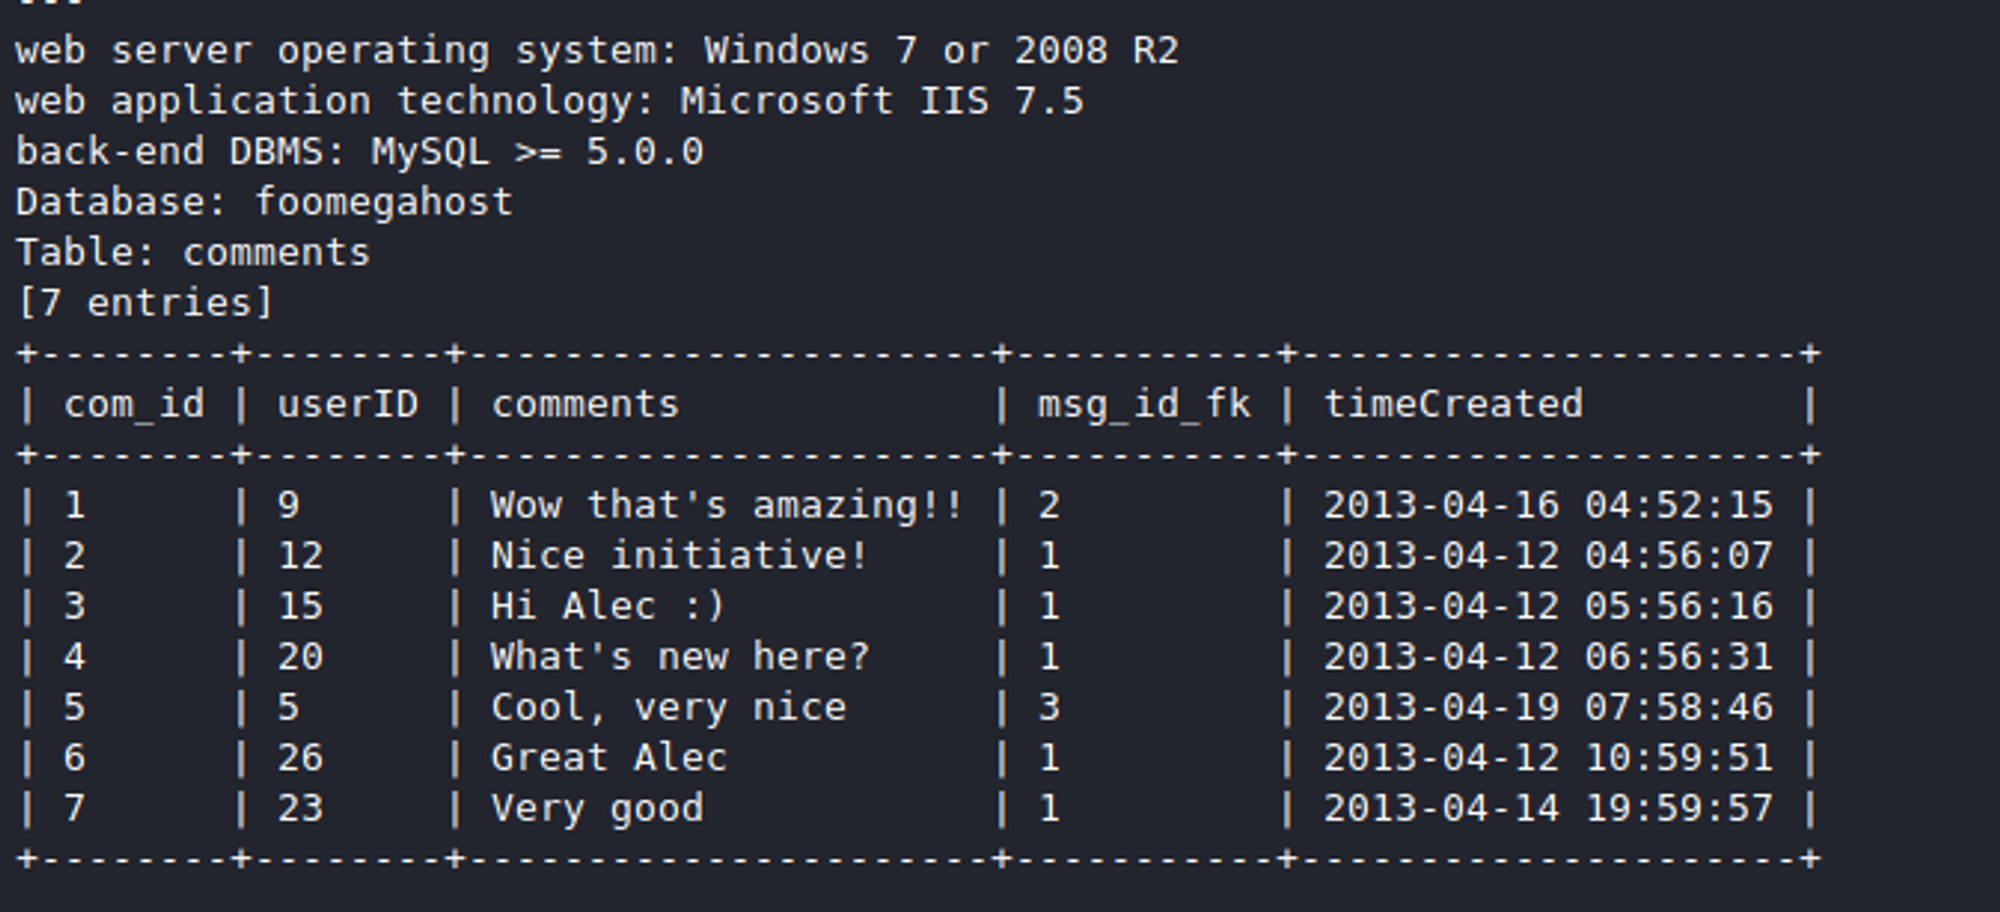 ---
web server operating system: Windows 7 or 2008 R2
web application technology: Microsoft IIS 7.5
back-end DBMS: MySQL >= 5.0.0
Database: foomegahost
Table: comments
[7 entries]
+--------+--------+----------------------+-----------+---------------------+
| com_id | userID | comments             | msg_id_fk | timeCreated         |
+--------+--------+----------------------+-----------+---------------------+
| 1      | 9      | Wow that's amazing!! | 2         | 2013-04-16 04:52:15 |
| 2      | 12     | Nice initiative!     | 1         | 2013-04-12 04:56:07 |
| 3      | 15     | Hi Alec :)           | 1         | 2013-04-12 05:56:16 |
| 4      | 20     | What's new here?     | 1         | 2013-04-12 06:56:31 |
| 5      | 5      | Cool, very nice      | 3         | 2013-04-19 07:58:46 |
| 6      | 26     | Great Alec           | 1         | 2013-04-12 10:59:51 |
| 7      | 23     | Very good            | 1         | 2013-04-14 19:59:57 |
+--------+--------+----------------------+-----------+---------------------+